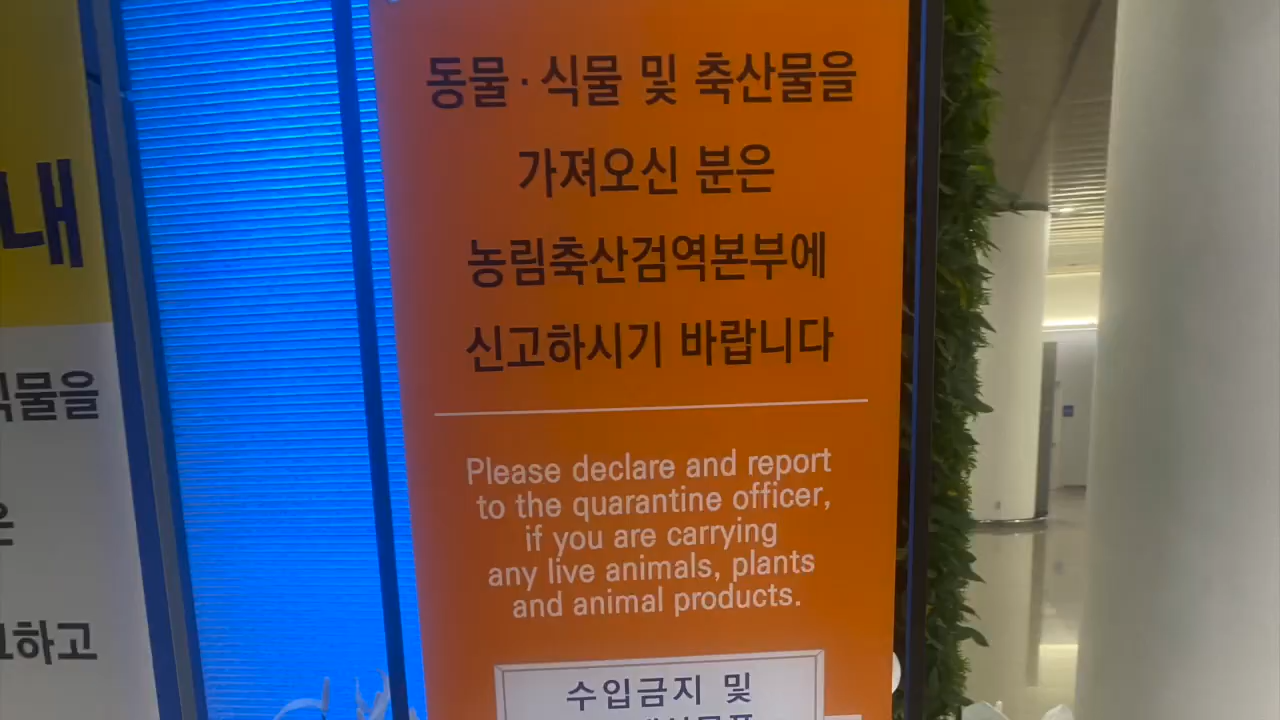 내
물을
하고
동물·식물 및 축산물을
가져오신 분은
농림축산검역본부에
신고하시기 바랍니다
Please declare and report
to the quarantine officer,
if you are carrying
any live animals, plants
and animal products.
수입금지 및